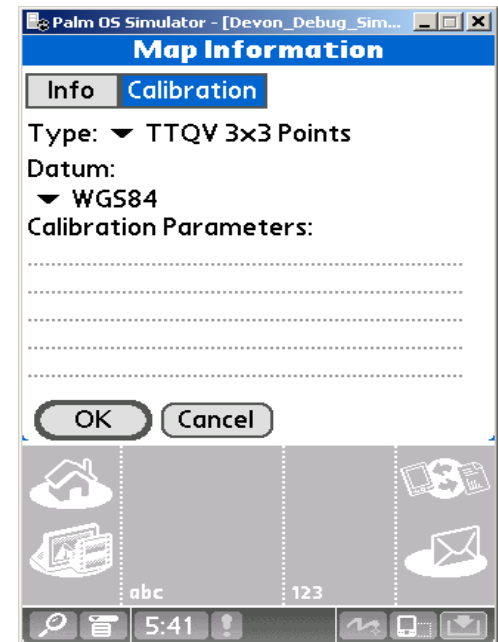 Palm OS Simulator - [Devon_Debug_Sim...
Map Information
Info Calibration
Type: TTQV 3x3 Points
Datum:
WGS84
Calibration Parameters:
OK Cancel
abc 123
5:41